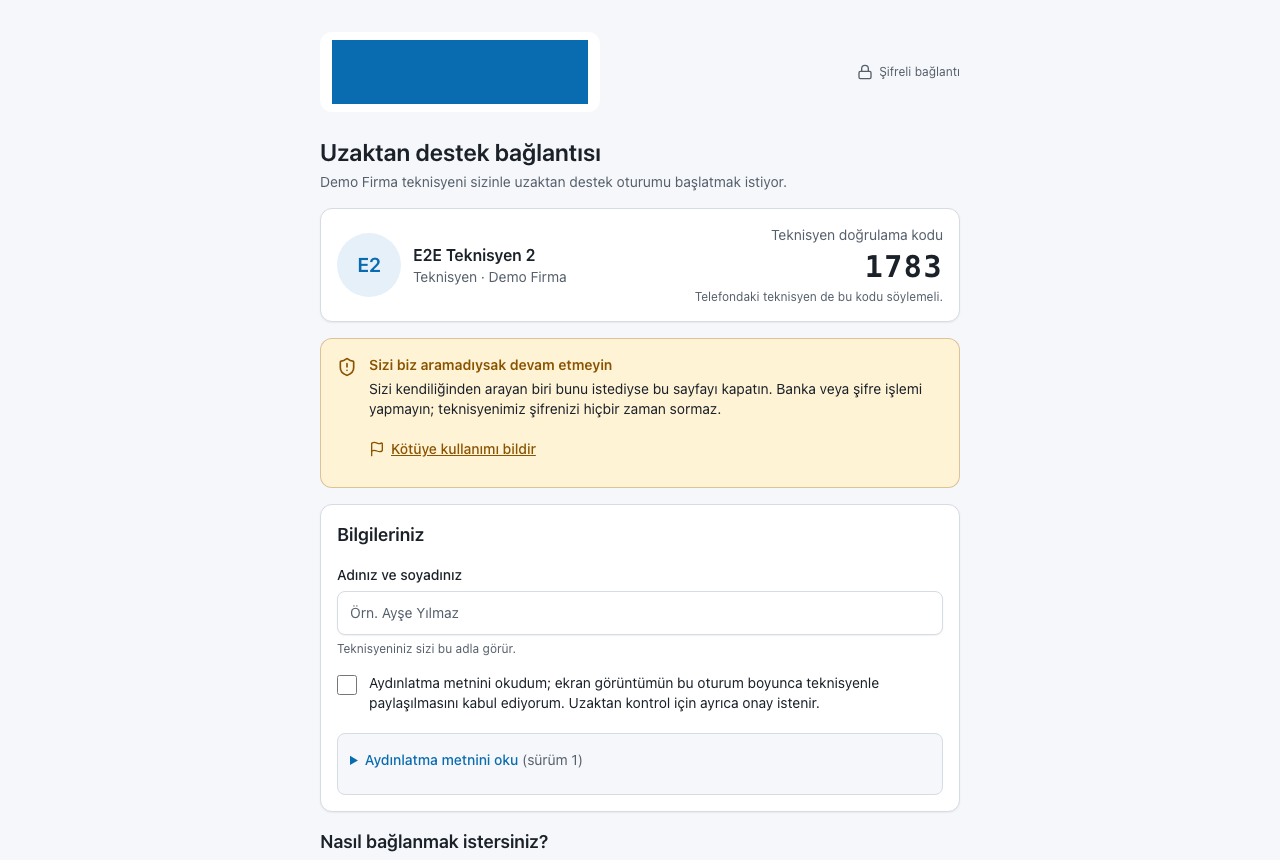 Şifreli bağlantı
Uzaktan destek bağlantısı
Demo Firma teknisyeni sizinle uzaktan destek oturumu başlatmak istiyor.
E2
E2E Teknisyen 2
Teknisyen · Demo Firma
Teknisyen doğrulama kodu
1783
Telefondaki teknisyen de bu kodu söylemeli.
Sizi biz aramadıysak devam etmeyin
Sizi kendiliğinden arayan biri bunu istediyse bu sayfayı kapatın. Banka veya şifre işlemi
yapmayın; teknisyenimiz şifrenizi hiçbir zaman sormaz.
Kötüye kullanımı bildir
Bilgileriniz
Adınız ve soyadınız
Örn. Ayşe Yılmaz
Teknisyeniniz sizi bu adla görür.
Aydınlatma metnini okudum; ekran görüntümün bu oturum boyunca teknisyenle
paylaşılmasını kabul ediyorum. Uzaktan kontrol için ayrıca onay istenir.
Aydınlatma metnini oku (sürüm 1)
Nasıl bağlanmak istersiniz?